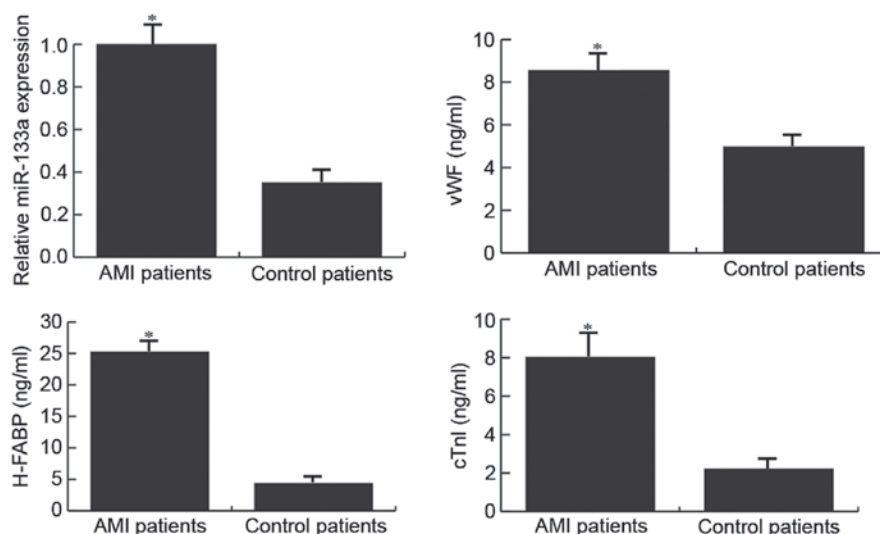 Relative miR-133a expression
1.0
0.8
0.6
0.4
0.2
0.0
*
AMI patients
Control patients
vWF (ng/ml)
10
8
6
4
2
0
*
AMI patients
Control patients
H-FABP (ng/ml)
30
25
20
15
10
5
0
*
AMI patients
Control patients
cTnI (ng/ml)
10
8
6
4
2
0
*
AMI patients
Control patients